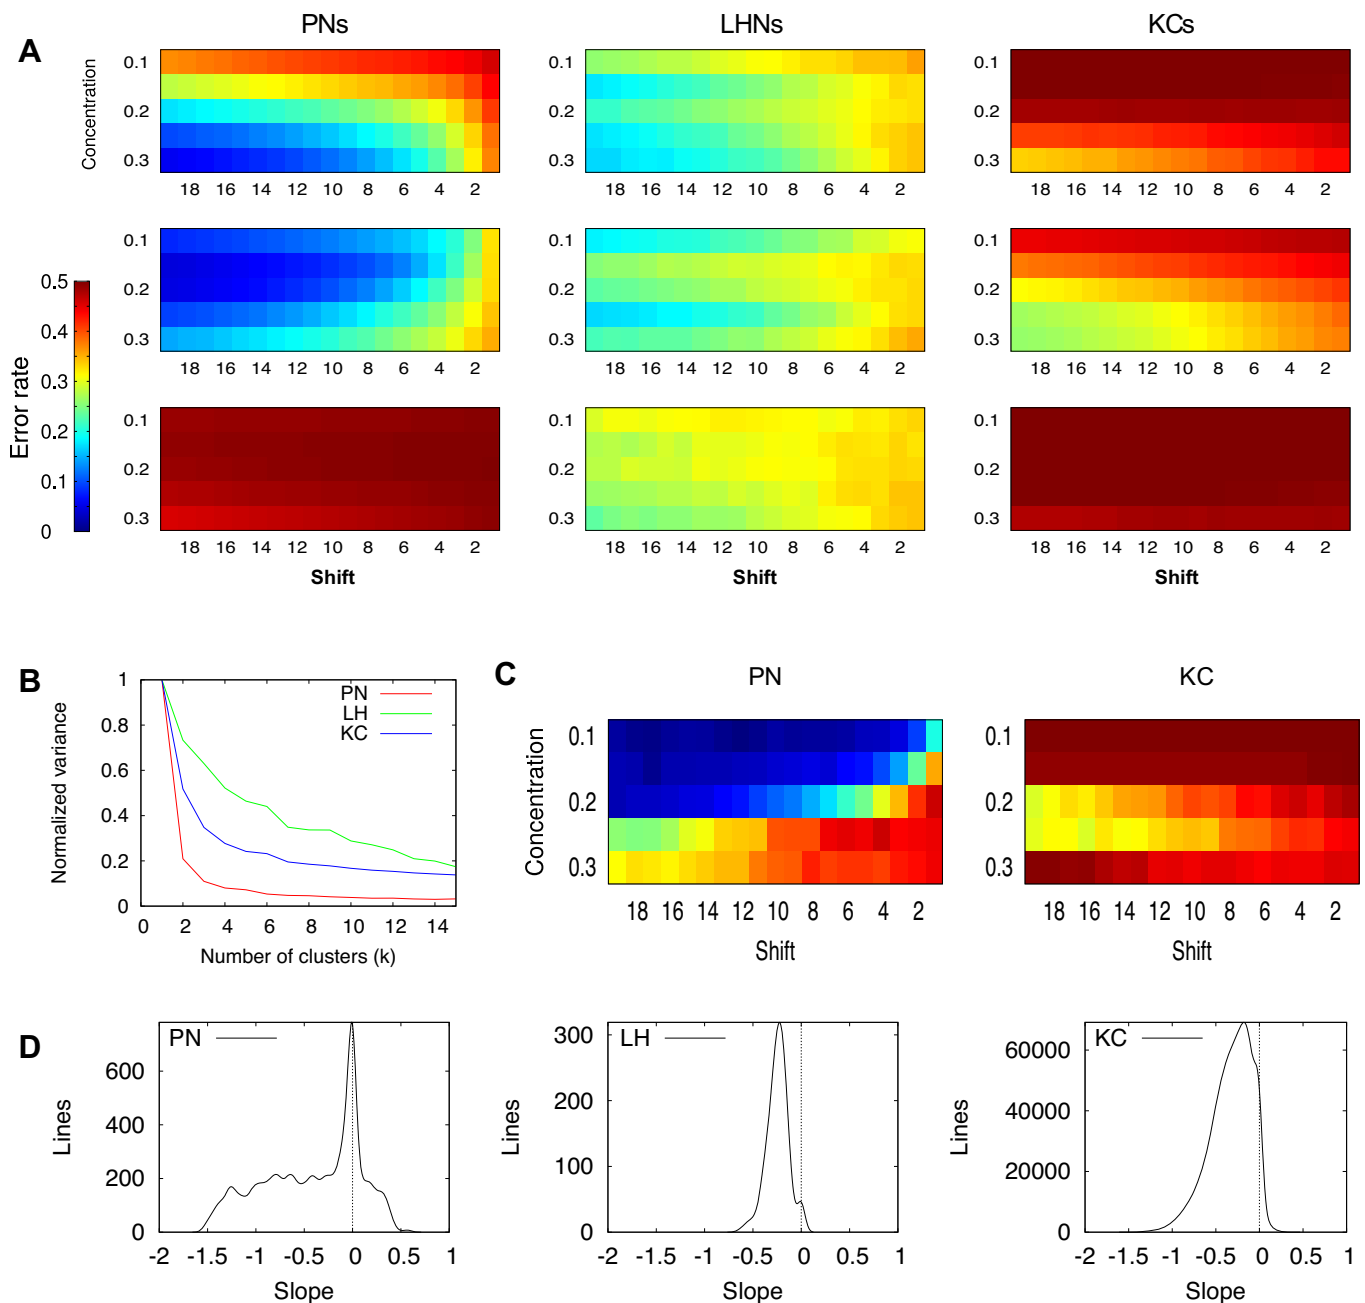 A
PNs
LHNs
KCs
Concentration
0.1
0.2
0.3
18 16 14 12 10 8 6 4 2
0.1
0.2
0.3
18 16 14 12 10 8 6 4 2
0.1
0.2
0.3
18 16 14 12 10 8 6 4 2
0.1
0.2
0.3
18 16 14 12 10 8 6 4 2
0.1
0.2
0.3
18 16 14 12 10 8 6 4 2
0.1
0.2
0.3
18 16 14 12 10 8 6 4 2
Error rate
0.5
0.4
0.3
0.2
0.1
0
0.1
0.2
0.3
18 16 14 12 10 8 6 4 2
Shift
0.1
0.2
0.3
18 16 14 12 10 8 6 4 2
Shift
0.1
0.2
0.3
18 16 14 12 10 8 6 4 2
Shift
B
Normalized variance
1
0.8
0.6
0.4
0.2
0
PN
LH
KC
0 2 4 6 8 10 12 14
Number of clusters (k)
C
PN
Concentration
0.1
0.2
0.3
18 16 14 12 10 8 6 4 2
Shift
KC
0.1
0.2
0.3
18 16 14 12 10 8 6 4 2
Shift
D
PN
Lines
600
400
200
0
-2 -1.5 -1 -0.5 0 0.5 1
Slope
LH
Lines
300
200
100
0
-2 -1.5 -1 -0.5 0 0.5 1
Slope
KC
Lines
60000
40000
20000
0
-2 -1.5 -1 -0.5 0 0.5 1
Slope